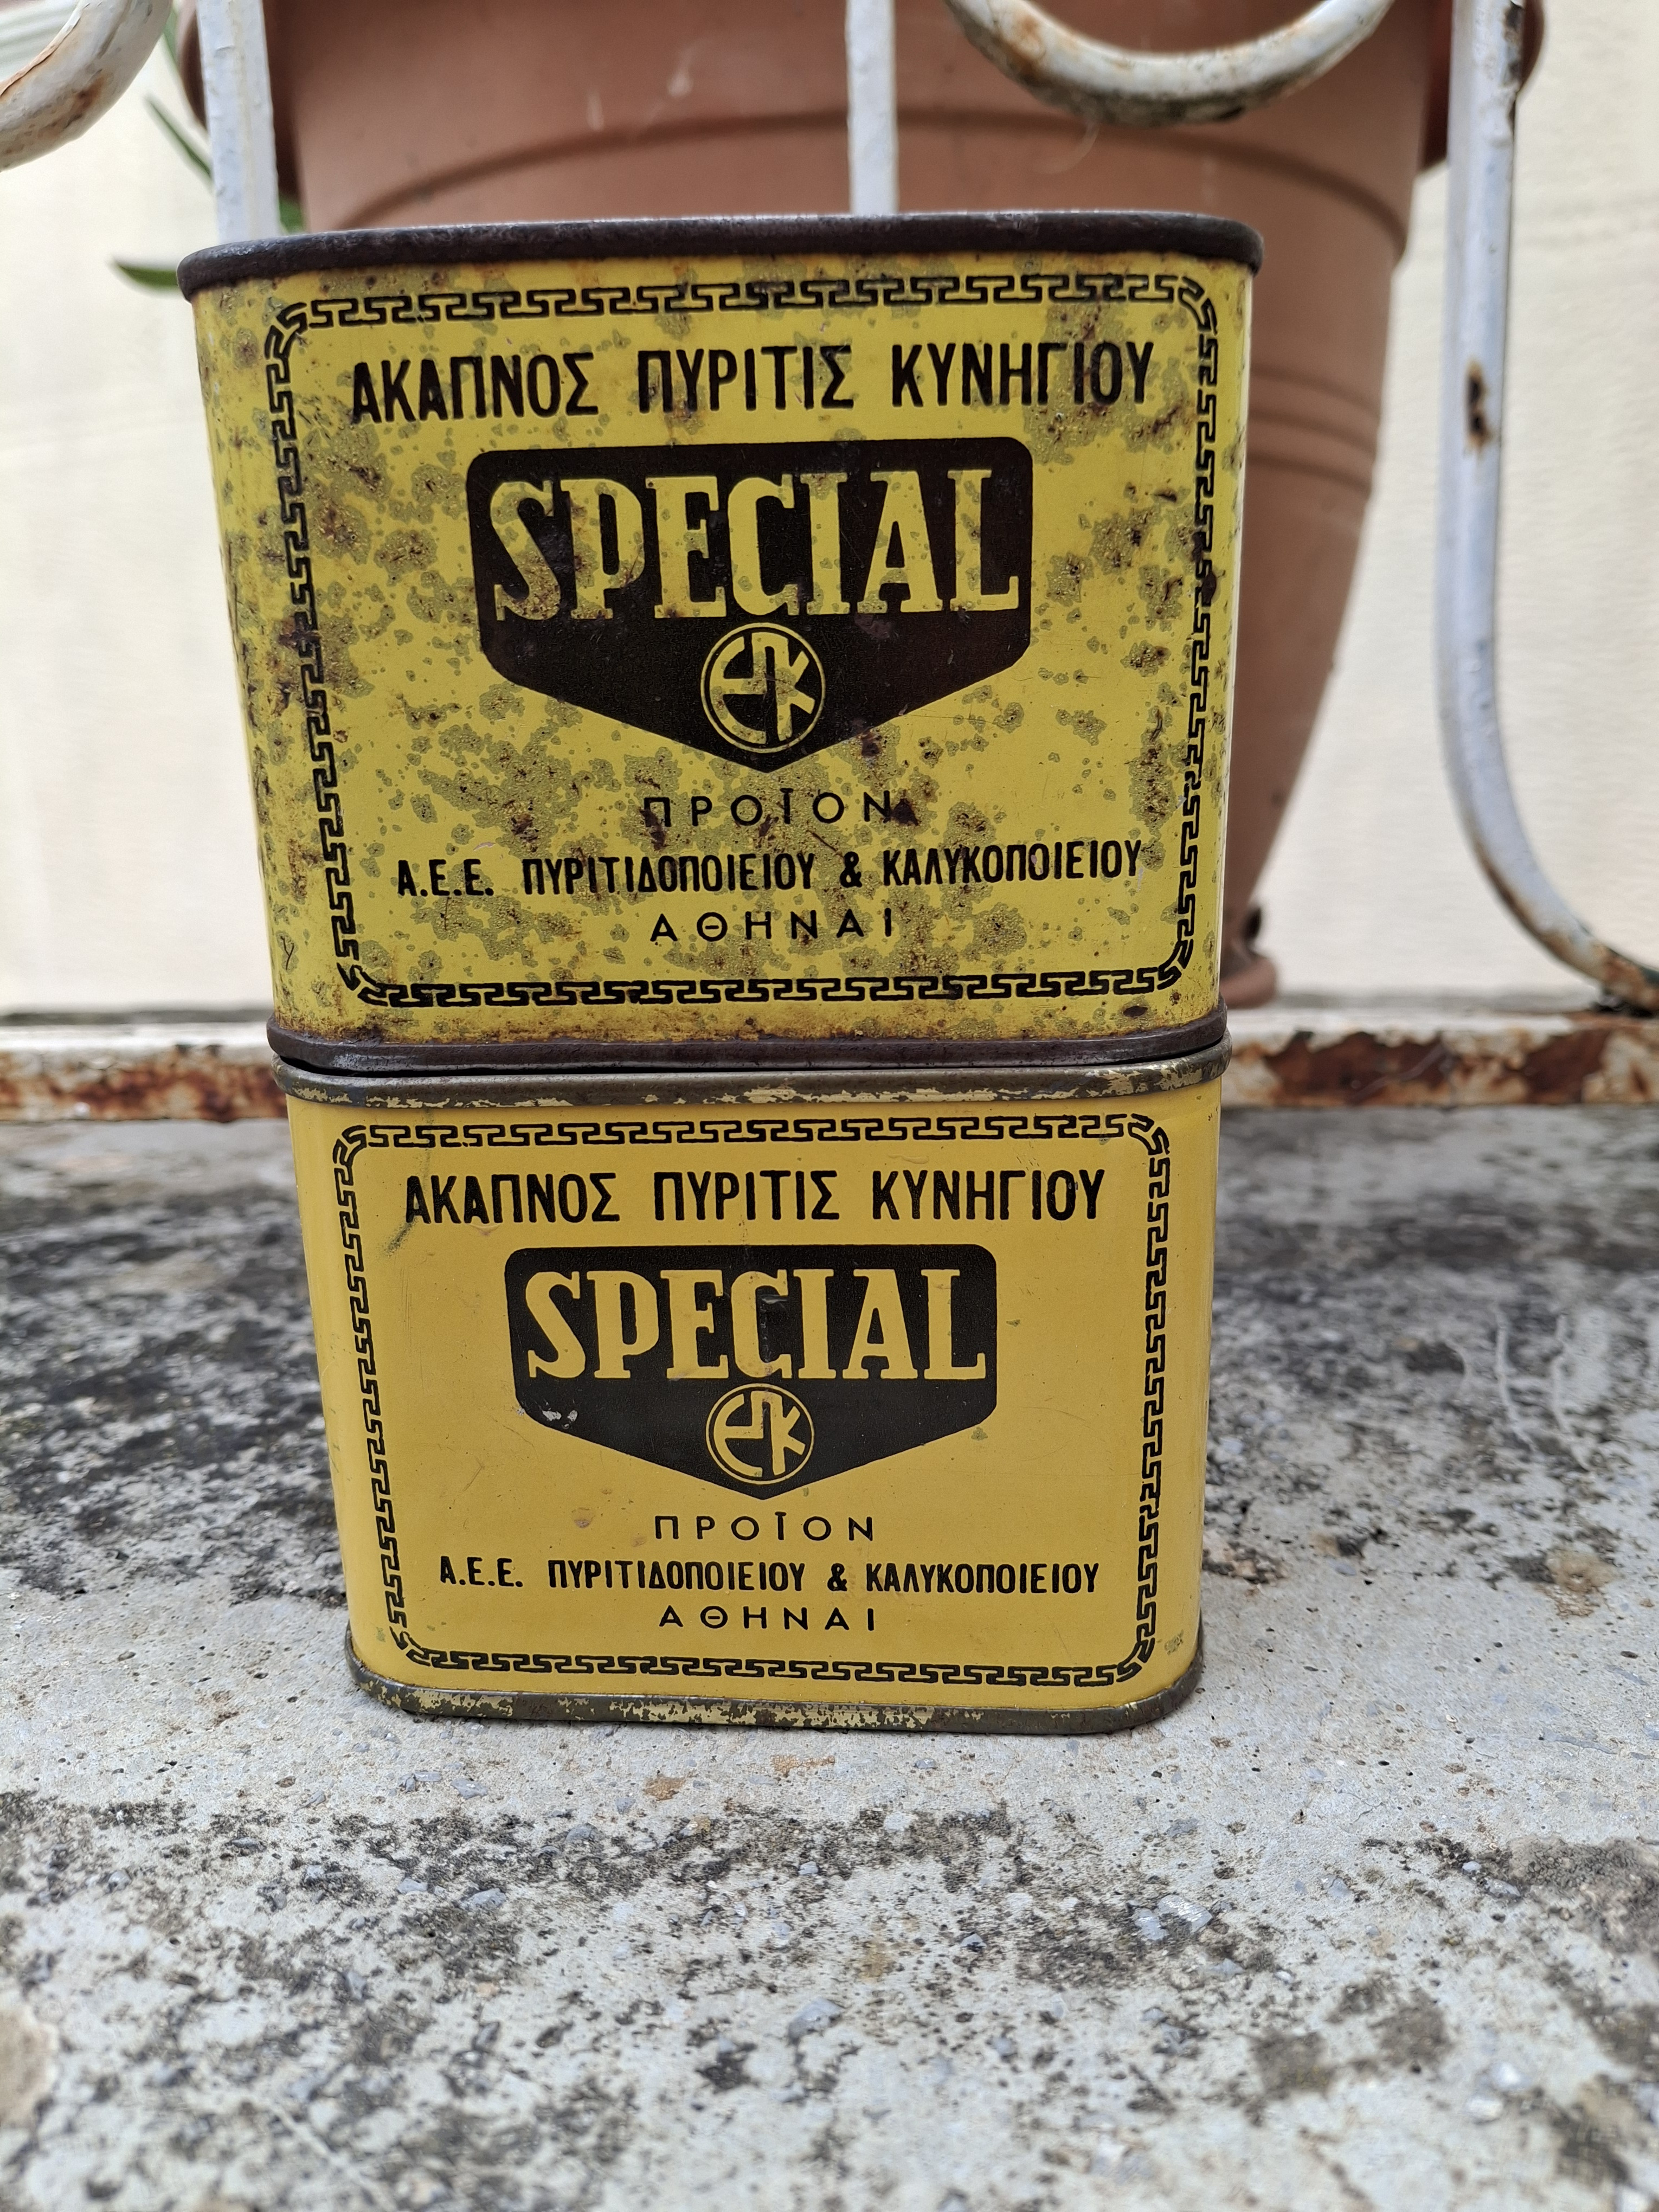 ΑΚΑΠΝΟΣ ΠΥΡΙΤΙΣ ΚΥΝΗΓΙΟΥ
SPECIAL
ΠΡΟΪΟΝ
Α.Ε.Ε. ΠΥΡΙΤΙΔΟΠΟΙΕΙΟΥ & ΚΑΛΥΚΟΠΟΙΕΙΟΥ
ΑΘΗΝΑΙ
ΑΚΑΠΝΟΣ ΠΥΡΙΤΙΣ ΚΥΝΗΓΙΟΥ
SPECIAL
ΠΡΟΪΟΝ
Α.Ε.Ε. ΠΥΡΙΤΙΔΟΠΟΙΕΙΟΥ & ΚΑΛΥΚΟΠΟΙΕΙΟΥ
ΑΘΗΝΑΙ